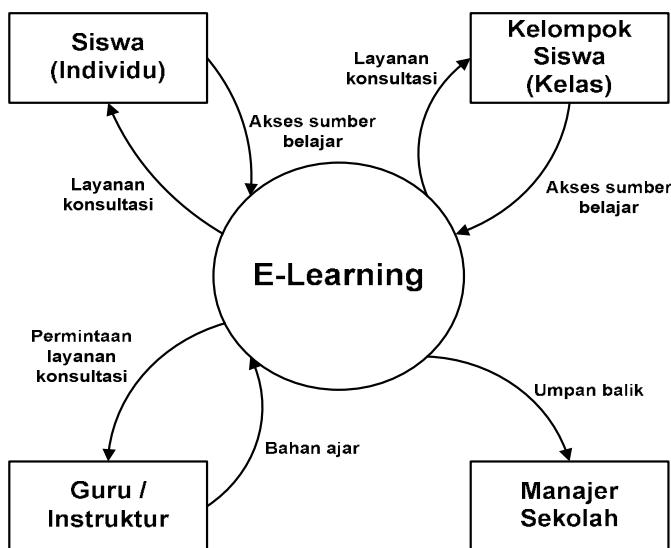 Siswa
(Individu)
Kelompok
Siswa
(Kelas)
Layanan
konsultasi
Akses sumber
belajar
Layanan
konsultasi
Akses sumber
belajar
E-Learning
Permintaan
layanan
konsultasi
Umpan balik
Bahan ajar
Guru /
Instruktur
Manajer
Sekolah